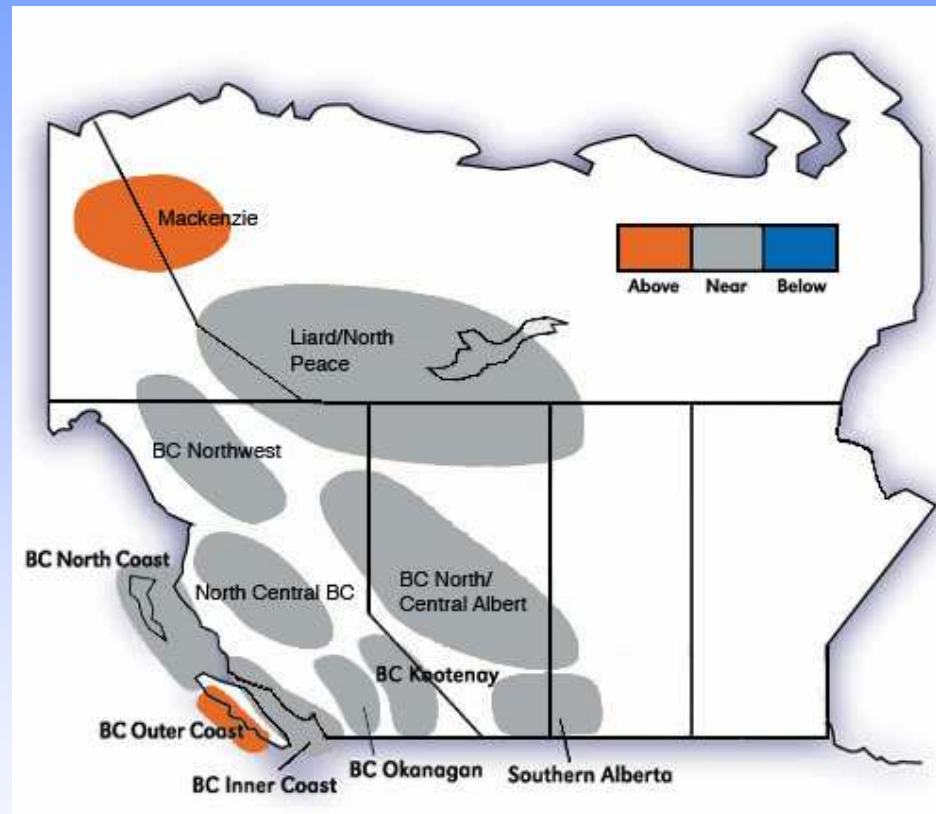 Mackenzie
Above Near Below
Liard/North
Peace
BC Northwest
BC North Coast
North Central BC
BC North/
Central Albert
BC Kootenay
BC Outer Coast
BC Okanagan
Southern Alberta
BC Inner Coast